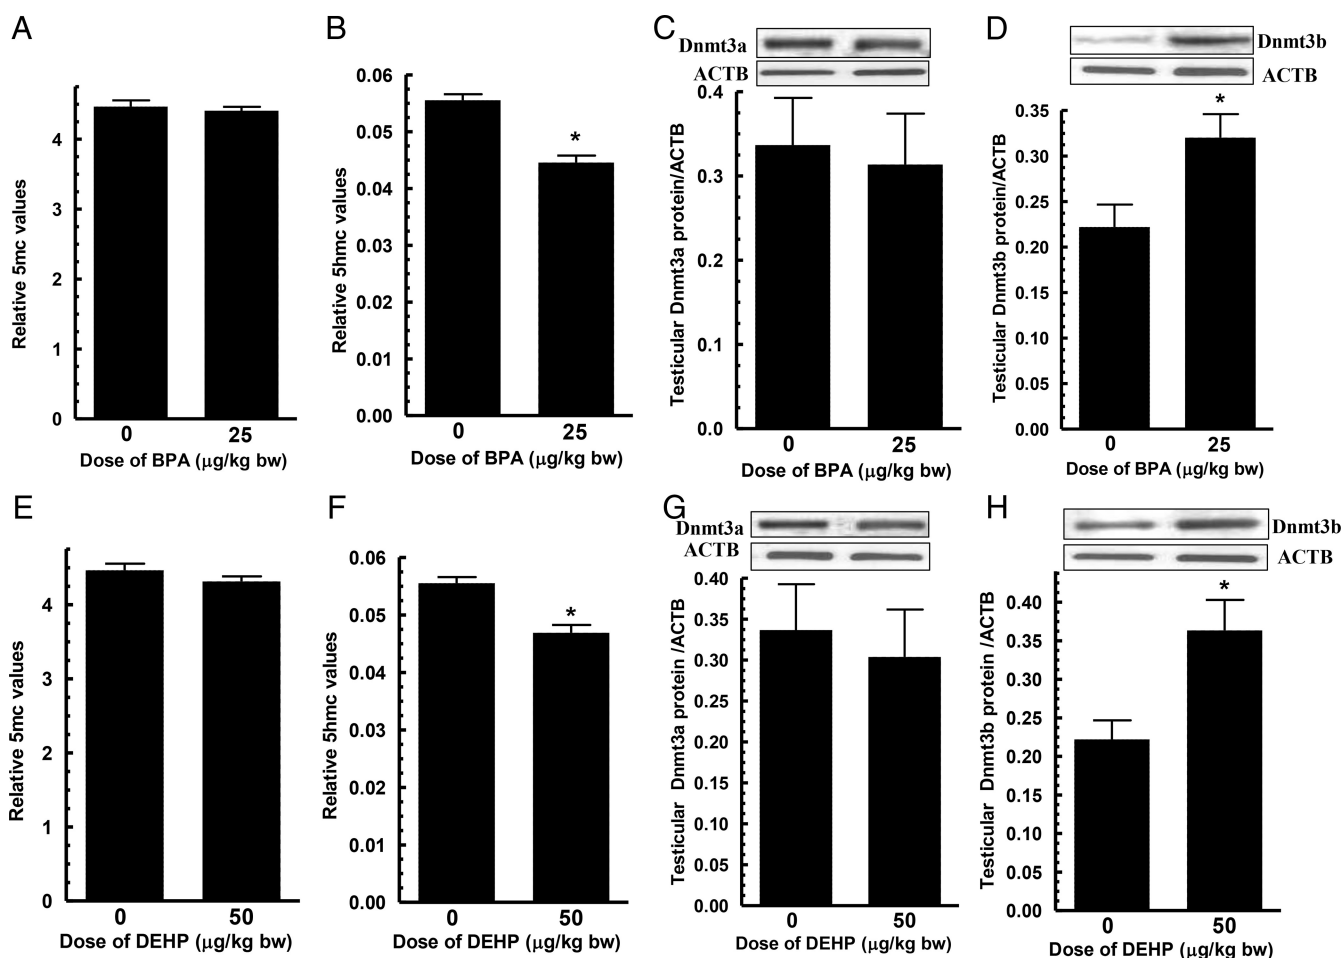 A
Relative 5mc values
4
3
2
1
0
0 25
Dose of BPA (μg/kg bw)
B
Relative 5hmc values
0.06
0.05
0.04
0.03
0.02
0.01
0.00
*
0 25
Dose of BPA (μg/kg bw)
C
Dnmt3a
ACTB
Testicular Dnmt3a protein/ACTB
0.4
0.3
0.2
0.1
0.0
0 25
Dose of BPA (μg/kg bw)
D
Dnmt3b
ACTB
Testicular Dnmt3b protein/ACTB
0.35
0.30
0.25
0.20
0.15
0.10
0.05
0.00
*
0 25
Dose of BPA (μg/kg bw)
E
Relative 5mc values
4
3
2
1
0
0 50
Dose of DEHP (μg/kg bw)
F
Relative 5hmc values
0.06
0.05
0.04
0.03
0.02
0.01
0.00
*
0 50
Dose of DEHP (μg/kg bw)
G
Dnmt3a
ACTB
Testicular Dnmt3a protein /ACTB
0.40
0.35
0.30
0.25
0.20
0.15
0.10
0.05
0.00
0 50
Dose of DEHP (μg/kg bw)
H
Dnmt3b
ACTB
Testicular Dnmt3b protein /ACTB
0.40
0.35
0.30
0.25
0.20
0.15
0.10
0.05
0.00
*
0 50
Dose of DEHP (μg/kg bw)